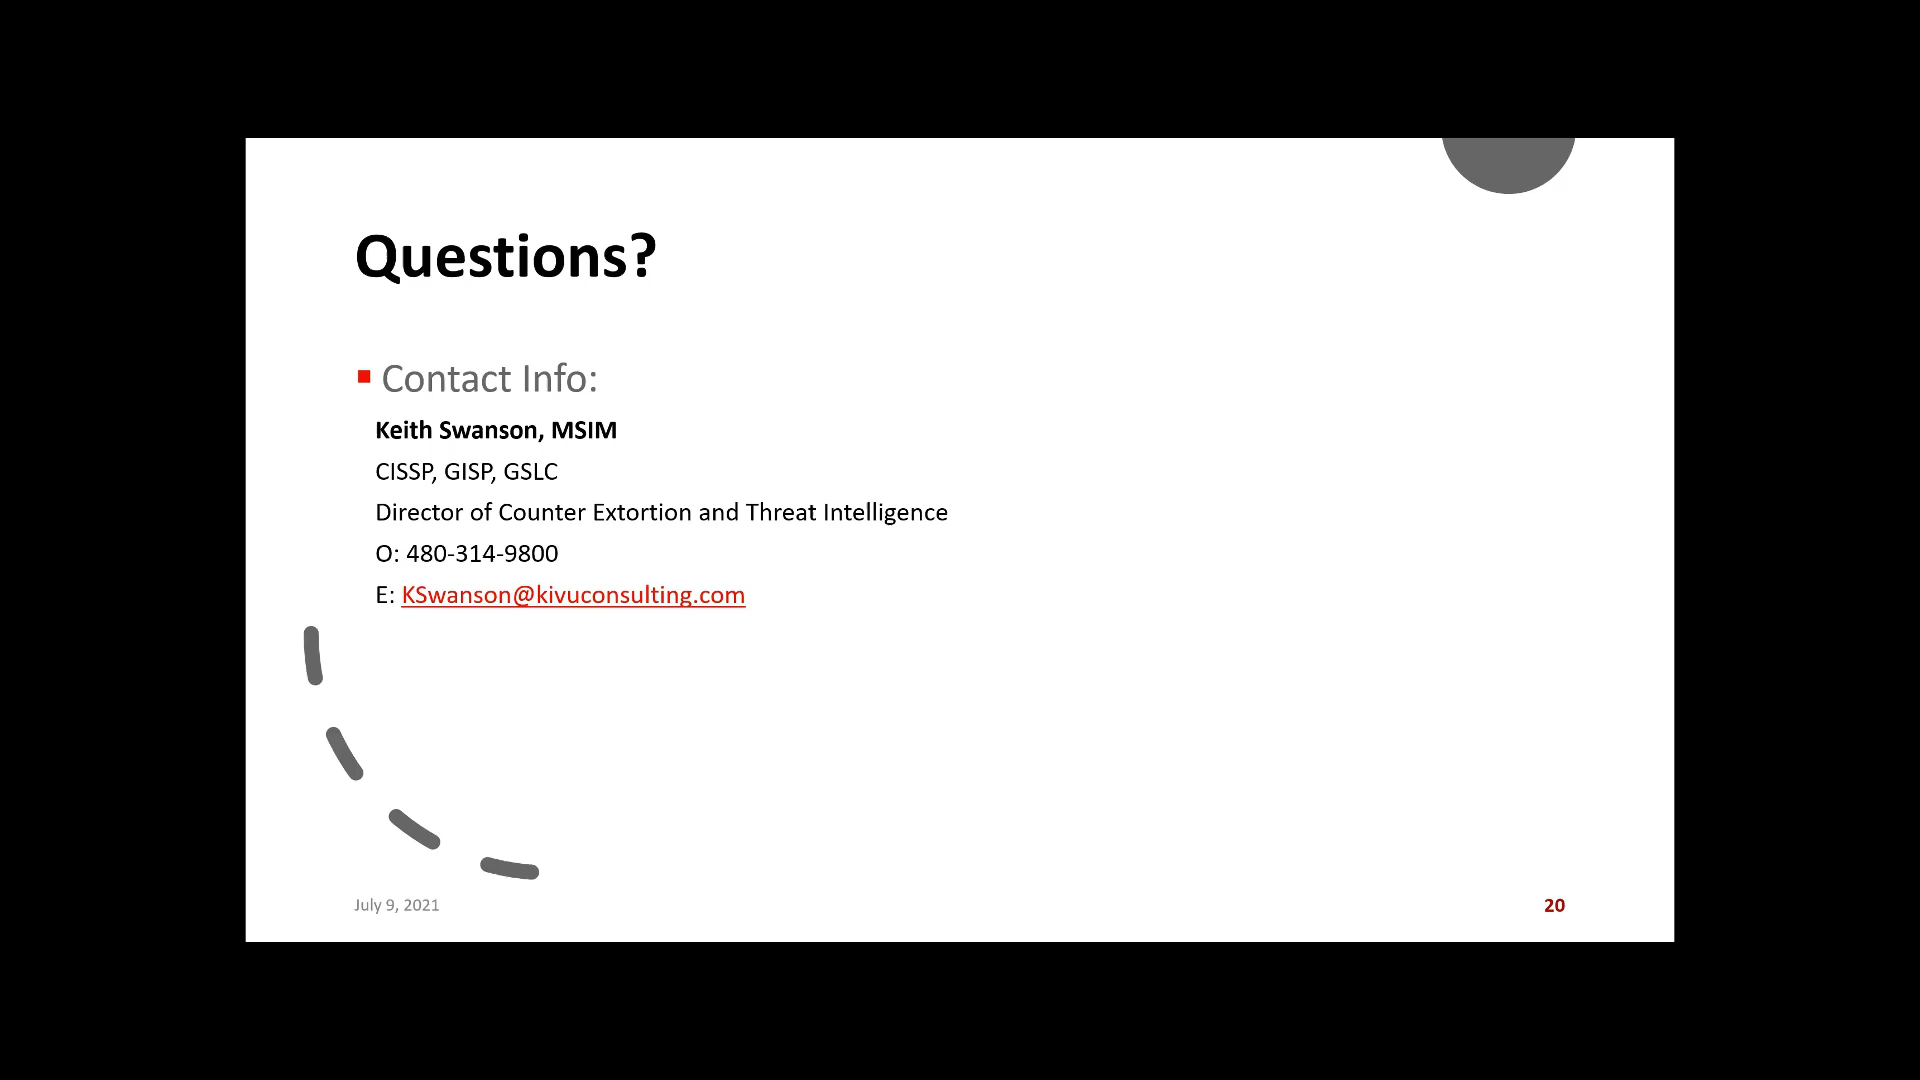 Questions?
Contact Info:
Keith Swanson, MSIM
CISSP, GISP, GSLC
Director of Counter Extortion and Threat Intelligence
O: 480-314-9800
E: KSwanson@kivuconsulting.com
July 9, 2021
20